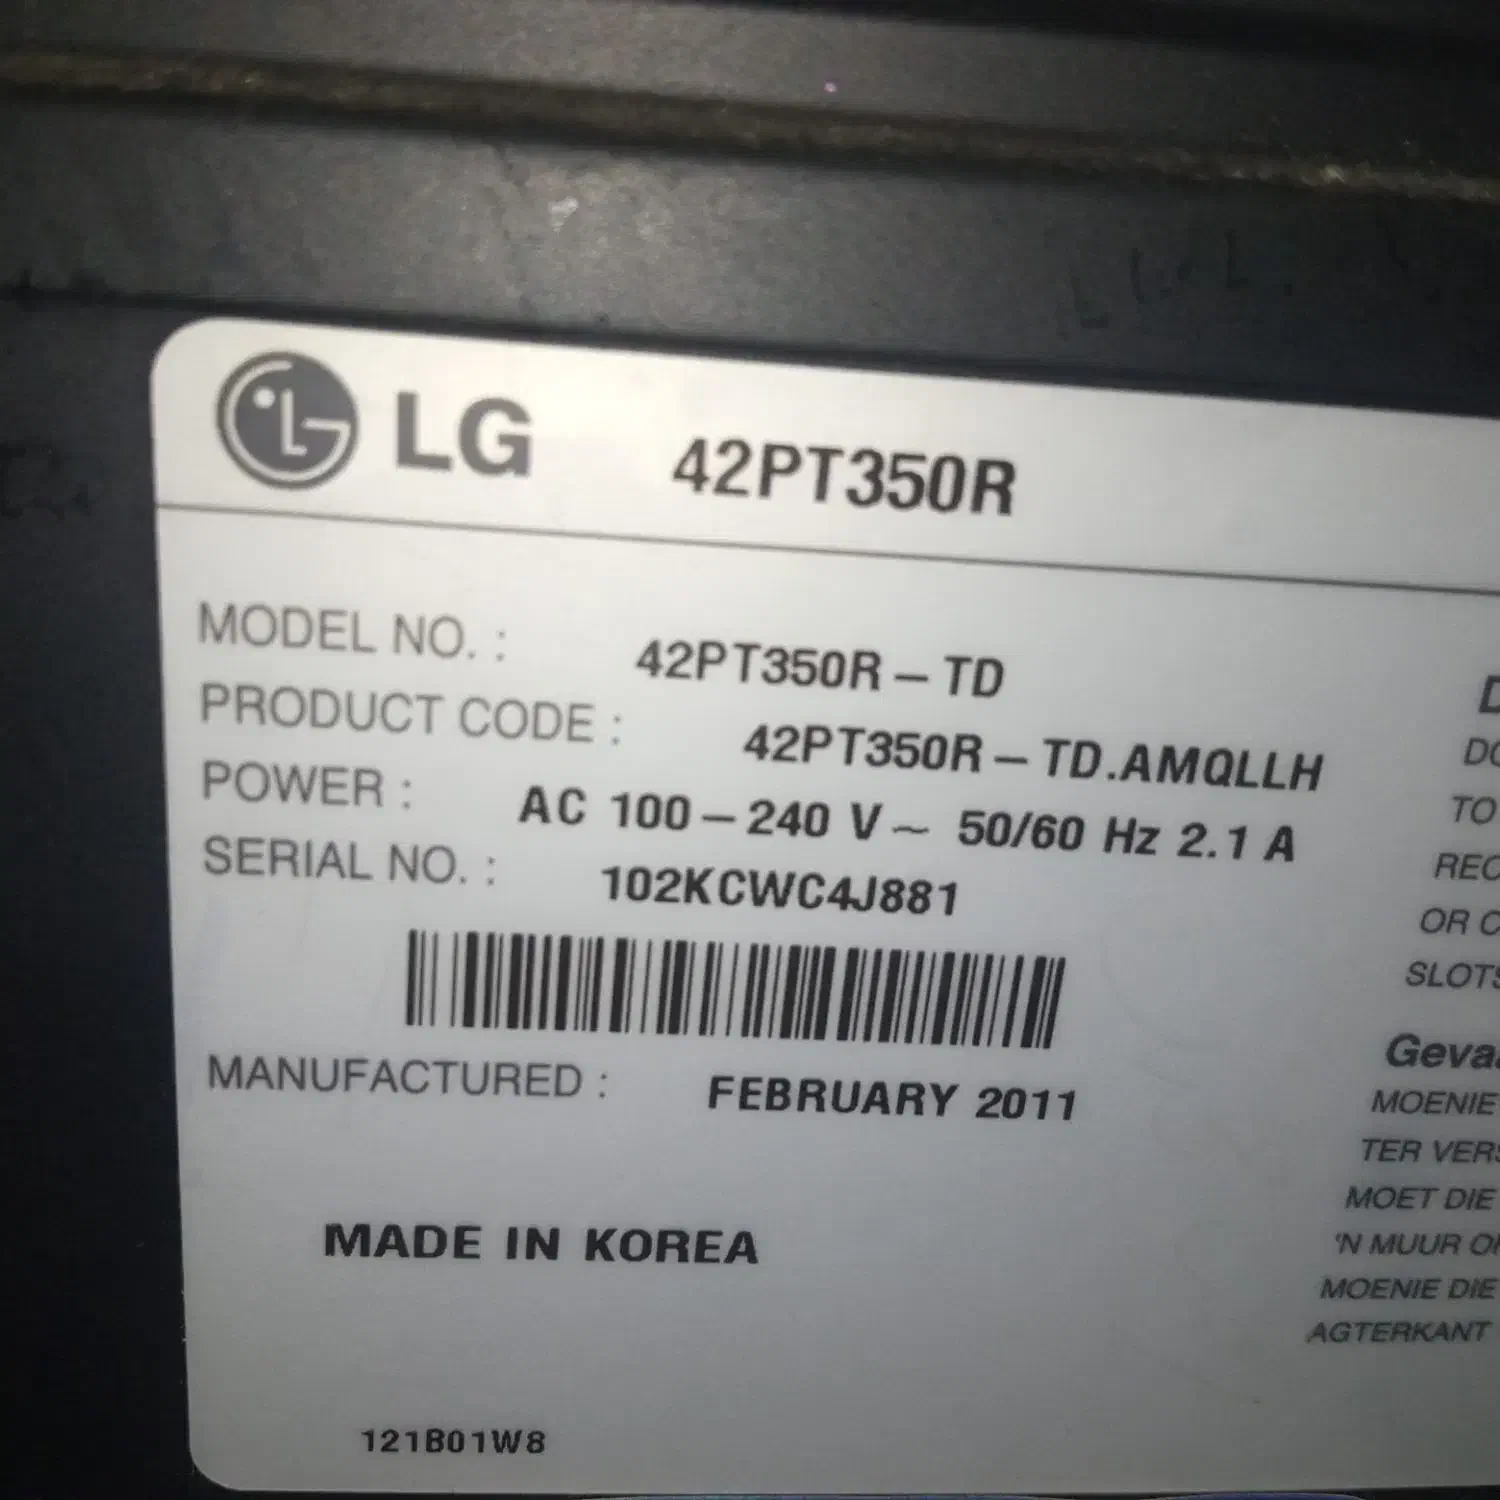 LG 42PT350R
MODEL NO. : 42PT350R-TD
PRODUCT CODE : 42PT350R-TD.AMQLLH
POWER : AC 100-240 V~ 50/60 Hz 2.1 A
SERIAL NO. : 102KCWC4J881
MANUFACTURED : FEBRUARY 2011
MADE IN KOREA
121B01W8
TO
OR
MOENIE
TER
MOET DIE
'N MUUR
MOENIE DIE
AGTERKANT